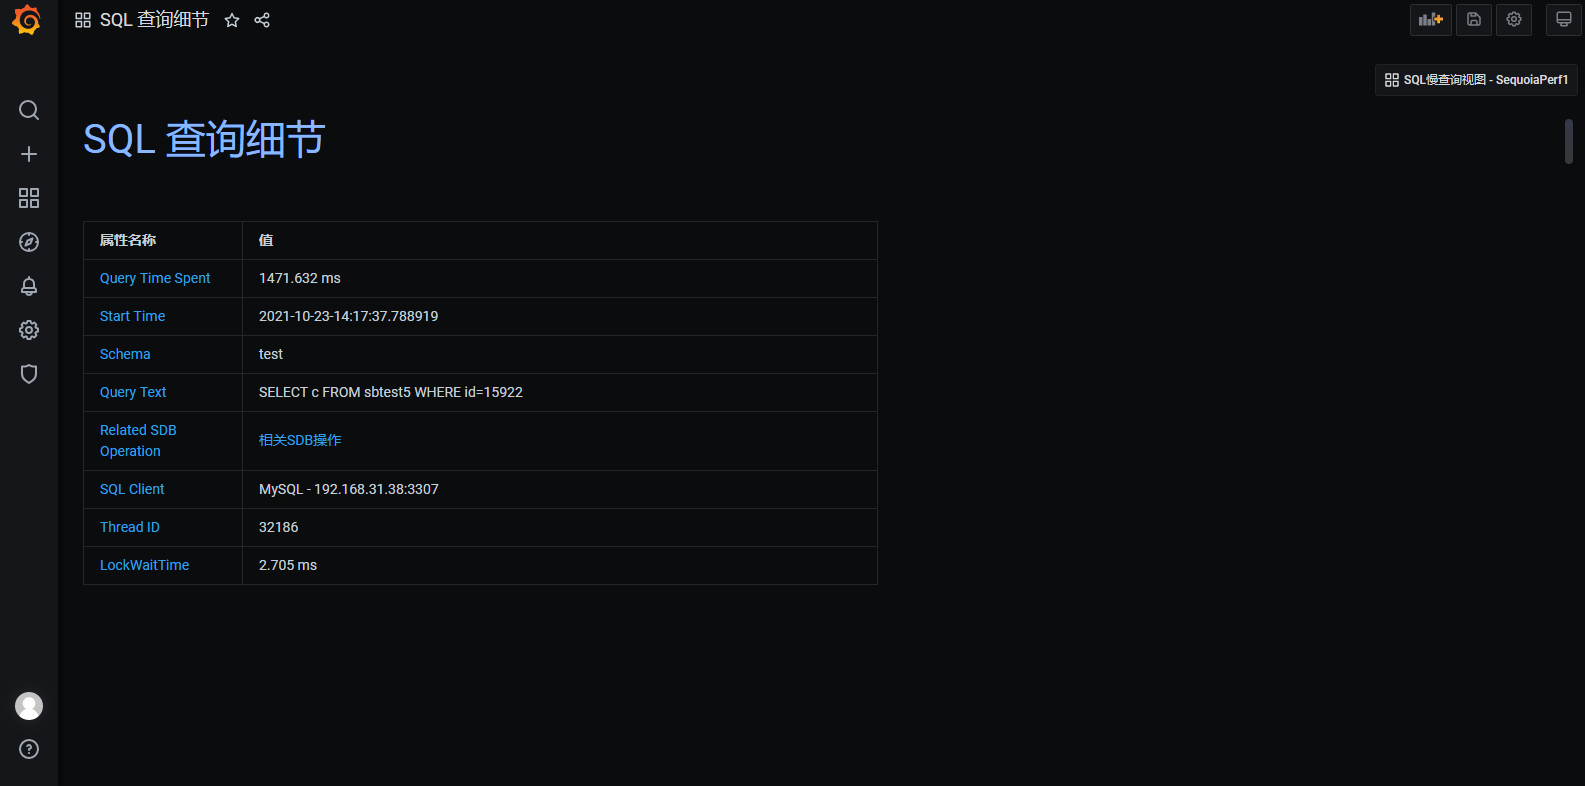 SQL 查询细节
SQL慢查询视图 - SequoiaPerf1
SQL 查询细节
属性名称 值
Query Time Spent 1471.632 ms
Start Time 2021-10-23-14:17:37.788919
Schema test
Query Text SELECT c FROM sbtest5 WHERE id=15922
Related SDB
Operation
相关SDB操作
SQL Client MySQL - 192.168.31.38:3307
Thread ID 32186
LockWaitTime 2.705 ms